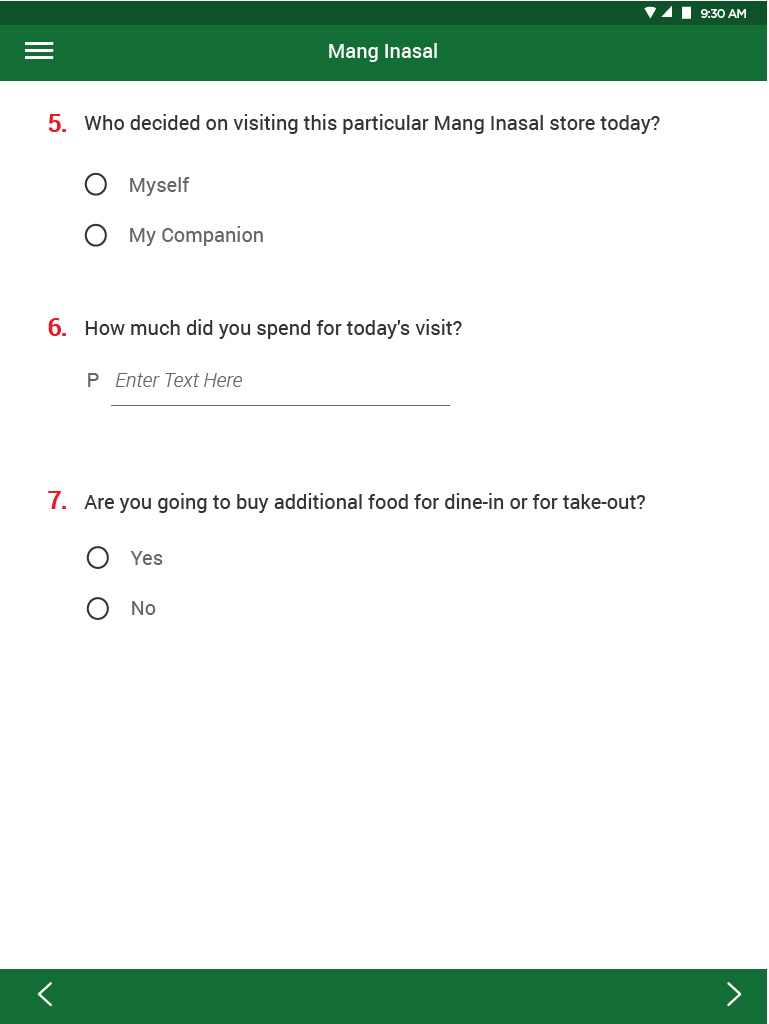 9:30 AM
Mang Inasal
5. Who decided on visiting this particular Mang Inasal store today?
Myself
My Companion
6. How much did you spend for today's visit?
P Enter Text Here
7. Are you going to buy additional food for dine-in or for take-out?
Yes
No